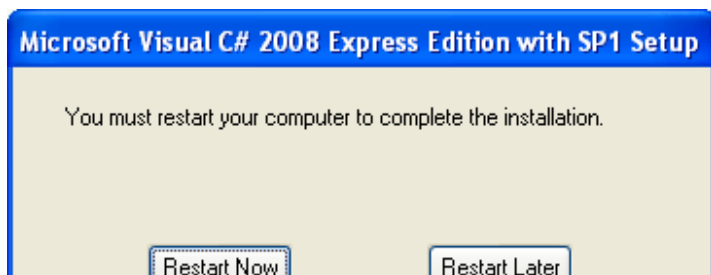 Microsoft Visual C# 2008 Express Edition with SP1 Setup
You must restart your computer to complete the installation.
Restart Now
Restart Later